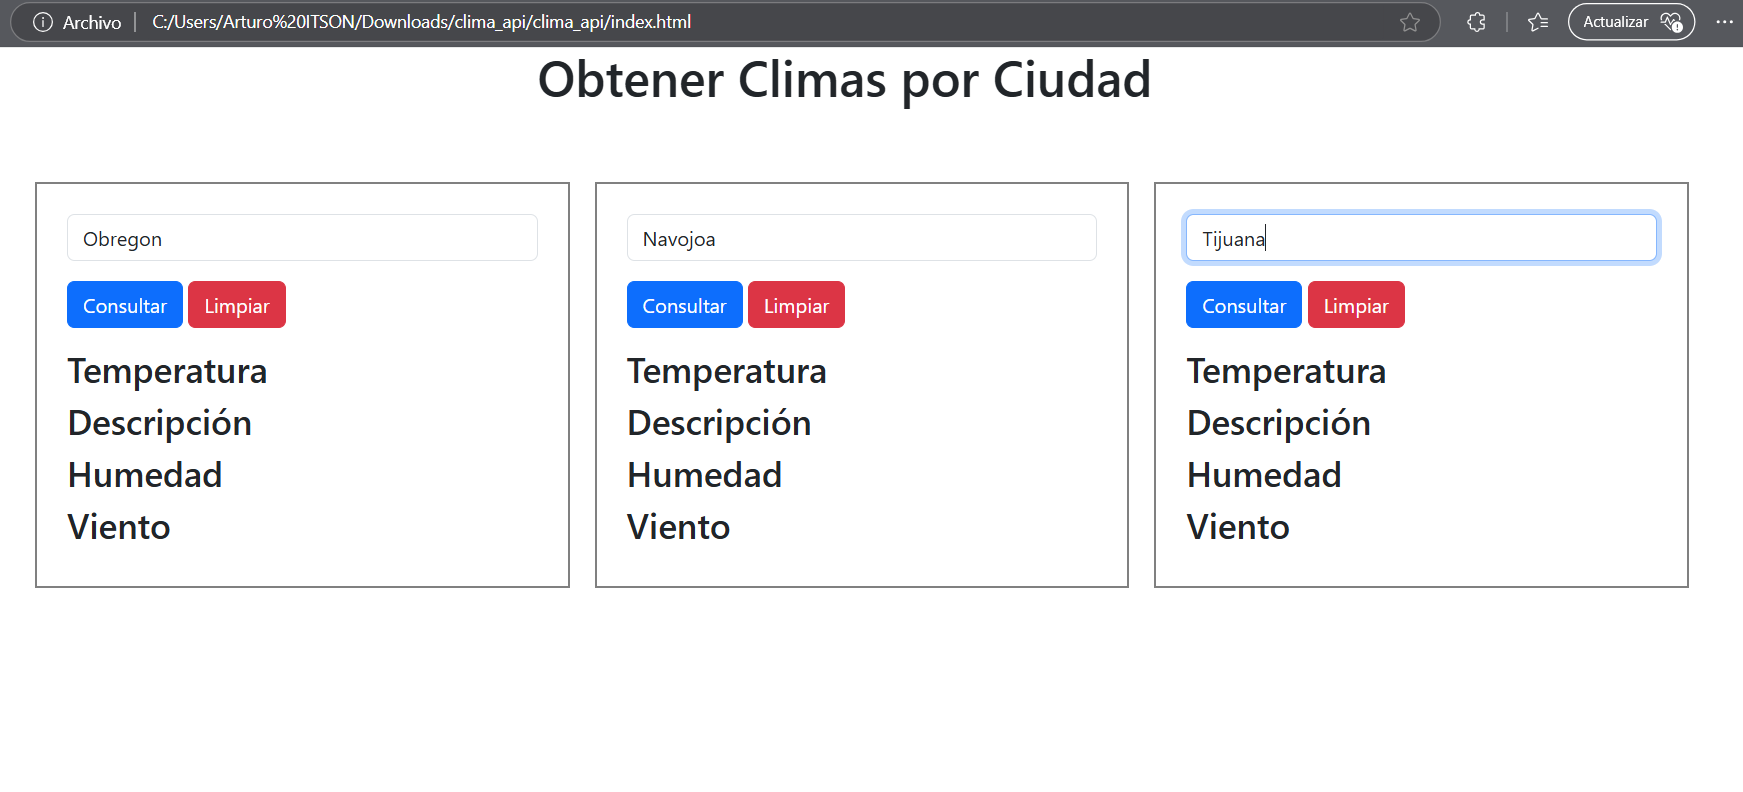 Archivo C:/Users/Arturo%20ITSON/Downloads/clima_api/clima_api/index.html Actualizar
Obtener Climas por Ciudad
Obregon
Consultar Limpiar
Temperatura
Descripción
Humedad
Viento
Navojoa
Consultar Limpiar
Temperatura
Descripción
Humedad
Viento
Tijuana
Consultar Limpiar
Temperatura
Descripción
Humedad
Viento